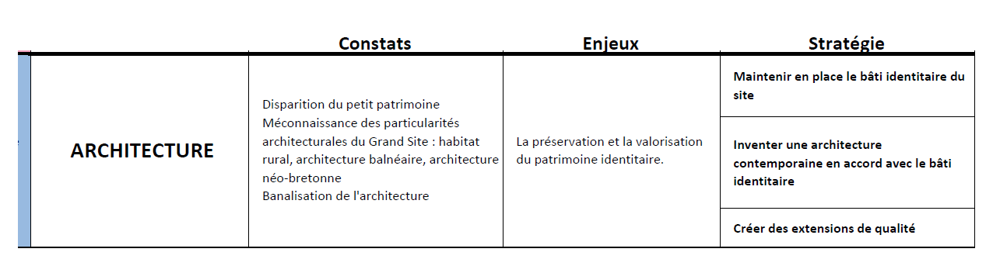 Constats
Enjeux
Stratégie
ARCHITECTURE
Disparition du petit patrimoine
Méconnaissance des particularités
architecturales du Grand Site : habitat
rural, architecture balnéaire, architecture
néo-bretonne
Banalisation de l'architecture
La préservation et la valorisation
du patrimoine identitaire.
Maintenir en place le bâti identitaire du
site
Inventer une architecture
contemporaine en accord avec le bâti
identitaire
Créer des extensions de qualité